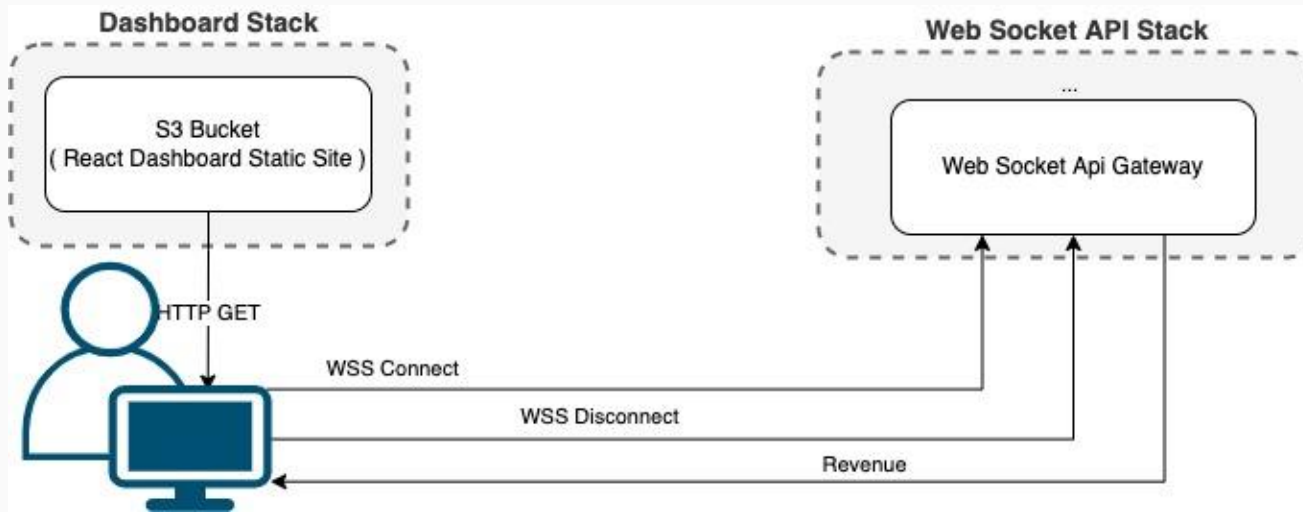 Dashboard Stack
S3 Bucket
( React Dashboard Static Site )
HTTP GET
Web Socket API Stack
...
Web Socket Api Gateway
WSS Connect
WSS Disconnect
Revenue